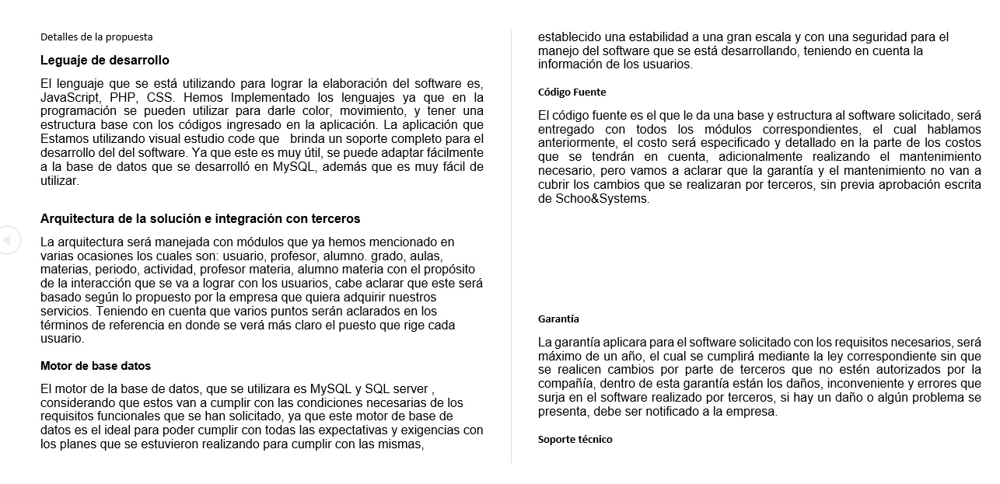 Detalles de la propuesta
Leguaje de desarrollo
El lenguaje que se está utilizando para lograr la elaboración del software es,
JavaScript, PHP, CSS. Hemos Implementado los lenguajes ya que en la
programación se pueden utilizar para darle color, movimiento, y tener una
estructura base con los códigos ingresado en la aplicación. La aplicación que
Estamos utilizando visual estudio code que brinda un soporte completo para el
desarrollo del del software. Ya que este es muy útil, se puede adaptar fácilmente
a la base de datos que se desarrolló en MySQL, además que es muy fácil de
utilizar.
Arquitectura de la solución e integración con terceros
La arquitectura será manejada con módulos que ya hemos mencionado en
varias ocasiones los cuales son: usuario, profesor, alumno. grado, aulas,
materias, periodo, actividad, profesor materia, alumno materia con el propósito
de la interacción que se va a lograr con los usuarios, cabe aclarar que este será
basado según lo propuesto por la empresa que quiera adquirir nuestros
servicios. Teniendo en cuenta que varios puntos serán aclarados en los
términos de referencia en donde se verá más claro el puesto que rige cada
usuario.
Motor de base datos
El motor de la base de datos, que se utilizara es MySQL y SQL server ,
considerando que estos van a cumplir con las condiciones necesarias de los
requisitos funcionales que se han solicitado, ya que este motor de base de
datos es el ideal para poder cumplir con todas las expectativas y exigencias con
los planes que se estuvieron realizando para cumplir con las mismas,
establecido una estabilidad a una gran escala y con una seguridad para el
manejo del software que se está desarrollando, teniendo en cuenta la
información de los usuarios.
Código Fuente
El código fuente es el que le da una base y estructura al software solicitado, será
entregado con todos los módulos correspondientes, el cual hablamos
anteriormente, el costo será especificado y detallado en la parte de los costos
que se tendrán en cuenta, adicionalmente realizando el mantenimiento
necesario, pero vamos a aclarar que la garantía y el mantenimiento no van a
cubrir los cambios que se realizaran por terceros, sin previa aprobación escrita
de Schoo&Systems.
Garantía
La garantía aplicara para el software solicitado con los requisitos necesarios, será
máximo de un año, el cual se cumplirá mediante la ley correspondiente sin que
se realicen cambios por parte de terceros que no estén autorizados por la
compañía, dentro de esta garantía están los daños, inconveniente y errores que
surja en el software realizado por terceros, si hay un daño o algún problema se
presenta, debe ser notificado a la empresa.
Soporte técnico